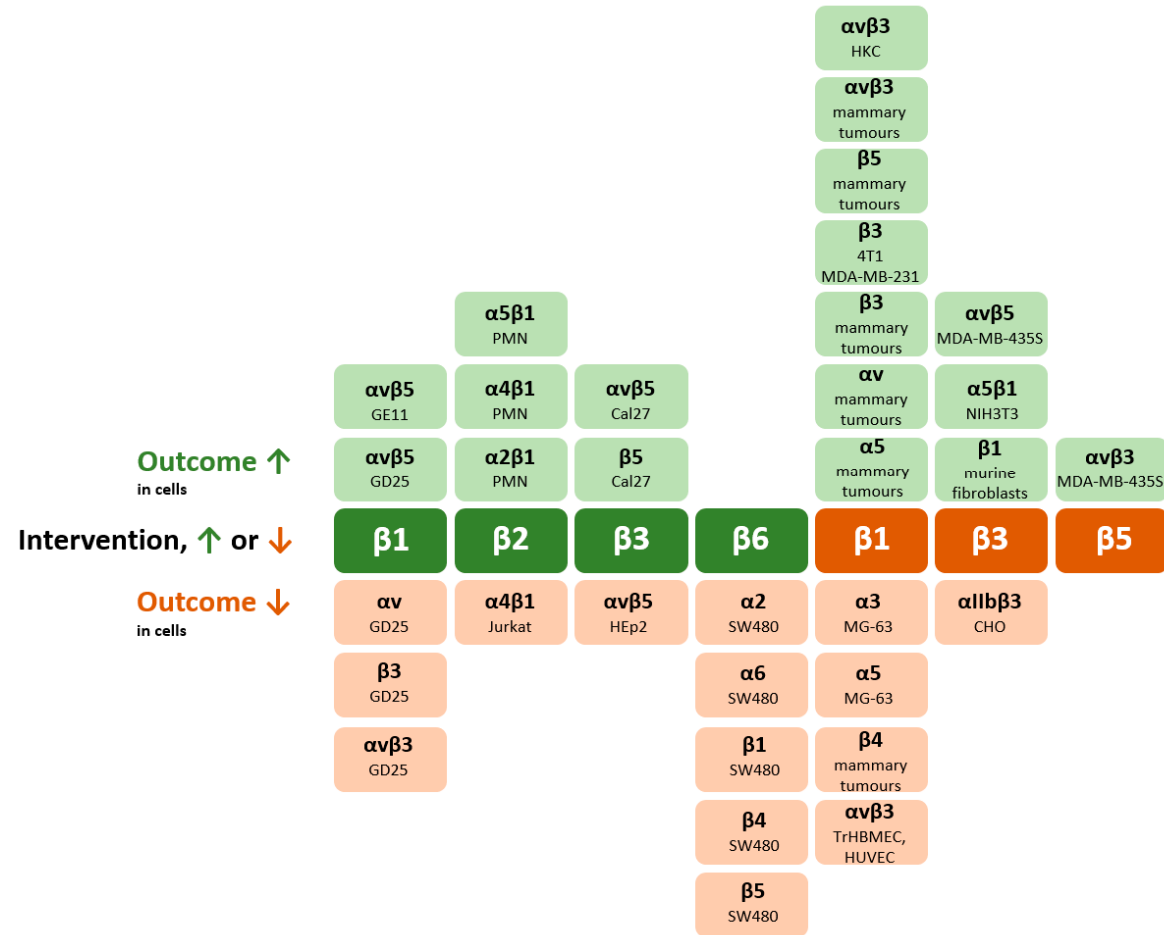 αvβ3
HKC
αvβ3
mammary
tumours
β5
mammary
tumours
β3
4T1
MDA-MB-231
α5β1
PMN
β3
mammary
tumours
αvβ5
MDA-MB-435S
αvβ5
GE11
α4β1
PMN
αvβ5
Cal27
αv
mammary
tumours
α5β1
NIH3T3
Outcome ↑
in cells
αvβ5
GD25
α2β1
PMN
β5
Cal27
α5
mammary
tumours
β1
murine
fibroblasts
αvβ3
MDA-MB-435S
Intervention, ↑ or ↓
β1
β2
β3
β6
β1
β3
β5
Outcome ↓
in cells
αv
GD25
α4β1
Jurkat
αvβ5
HEp2
α2
SW480
α3
MG-63
αIIbβ3
CHO
β3
GD25
α6
SW480
α5
MG-63
αvβ3
GD25
β1
SW480
β4
mammary
tumours
β4
SW480
αvβ3
TrHBMEC,
HUVEC
β5
SW480